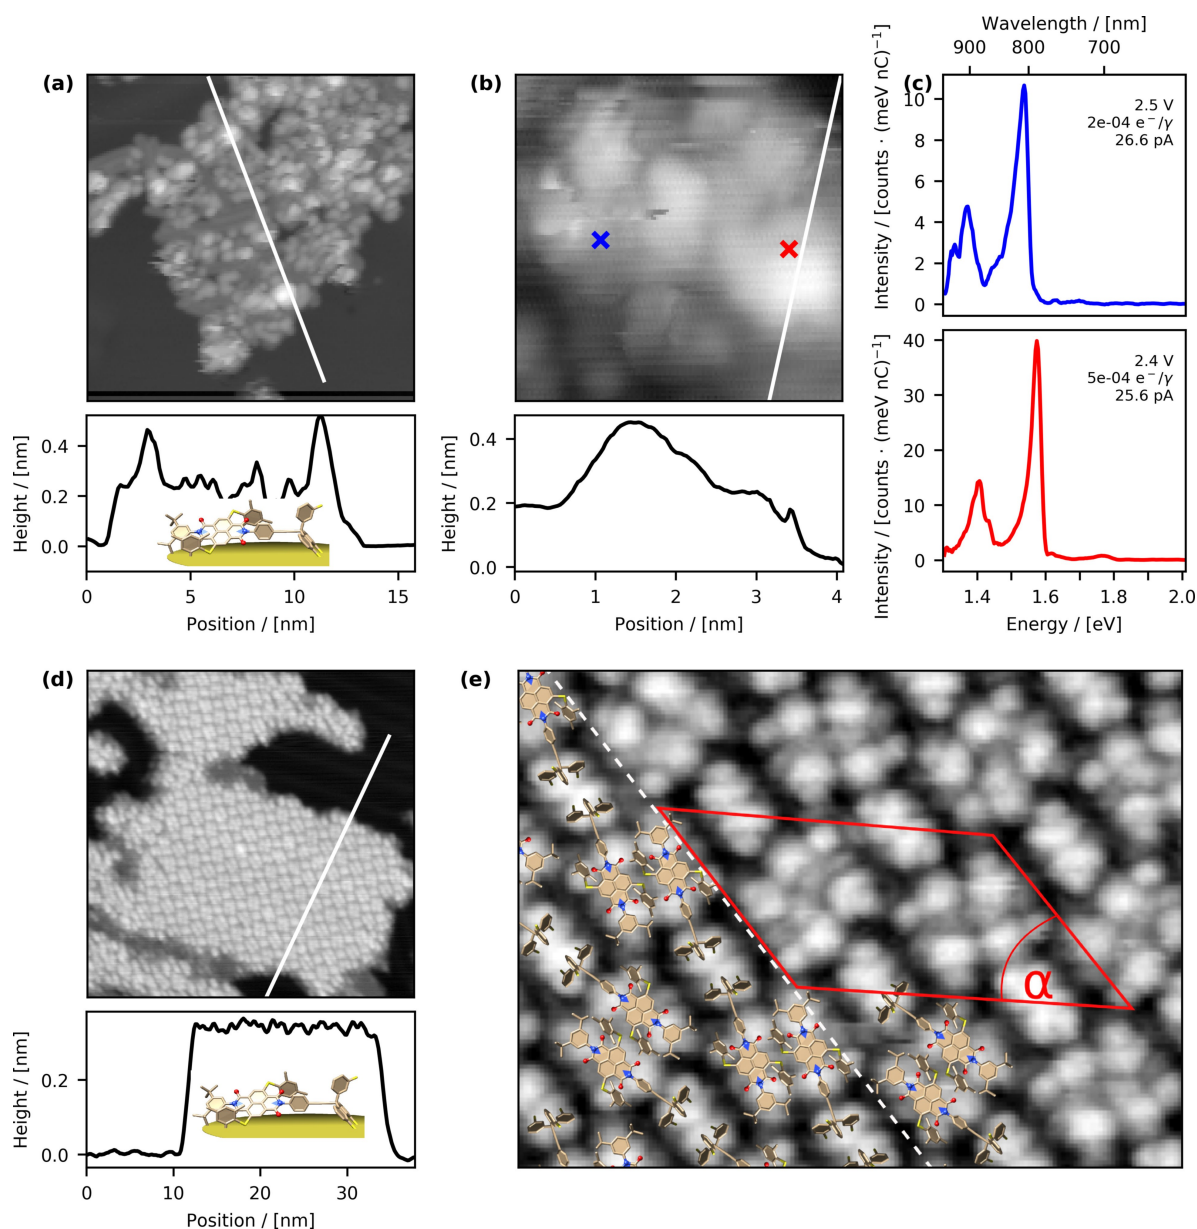 (a)
Height / [nm]
0.4
0.2
0.0
0
5
10
15
Position / [nm]
(b)
Height / [nm]
0.4
0.2
0.0
0
1
2
3
4
Position / [nm]
(c)
Wavelength / [nm]
900
800
700
Intensity / [counts · (meV nC)⁻¹]
10
8
6
4
2
0
2.5 V
2e-04 e⁻/γ
26.6 pA
Intensity / [counts · (meV nC)⁻¹]
40
30
20
10
0
2.4 V
5e-04 e⁻/γ
25.6 pA
1.4
1.6
1.8
2.0
Energy / [eV]
(d)
Height / [nm]
0.2
0.0
0
10
20
30
Position / [nm]
(e)
α